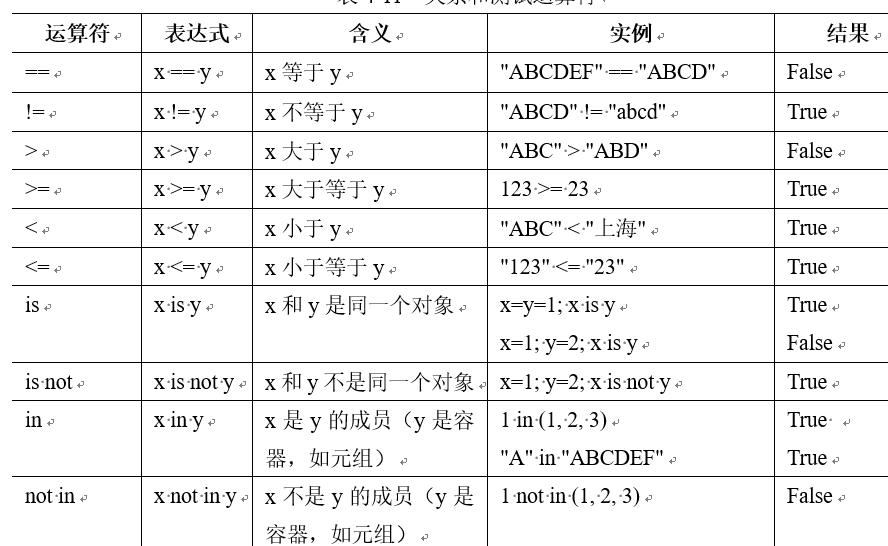 运算符 表达式 含义 实例 结果
== x == y x 等于 y "ABCDEF" == "ABCD" False
!= x != y x 不等于 y "ABCD" != "abcd" True
> x > y x 大于 y "ABC" > "ABD" False
>= x >= y x 大于等于 y 123 >= 23 True
< x < y x 小于 y "ABC" < "上海" True
<= x <= y x 小于等于 y "123" <= "23" True
is x is y x 和 y 是同一个对象 x=y=1; x is y True
x=1; y=2; x is y False
is not x is not y x 和 y 不是同一个对象 x=1; y=2; x is not y True
in x in y x 是 y 的成员（y 是容 1 in (1, 2, 3) True
器，如元组） "A" in "ABCDEF" True
not in x not in y x 不是 y 的成员（y 是 1 not in (1, 2, 3) False
容器，如元组）